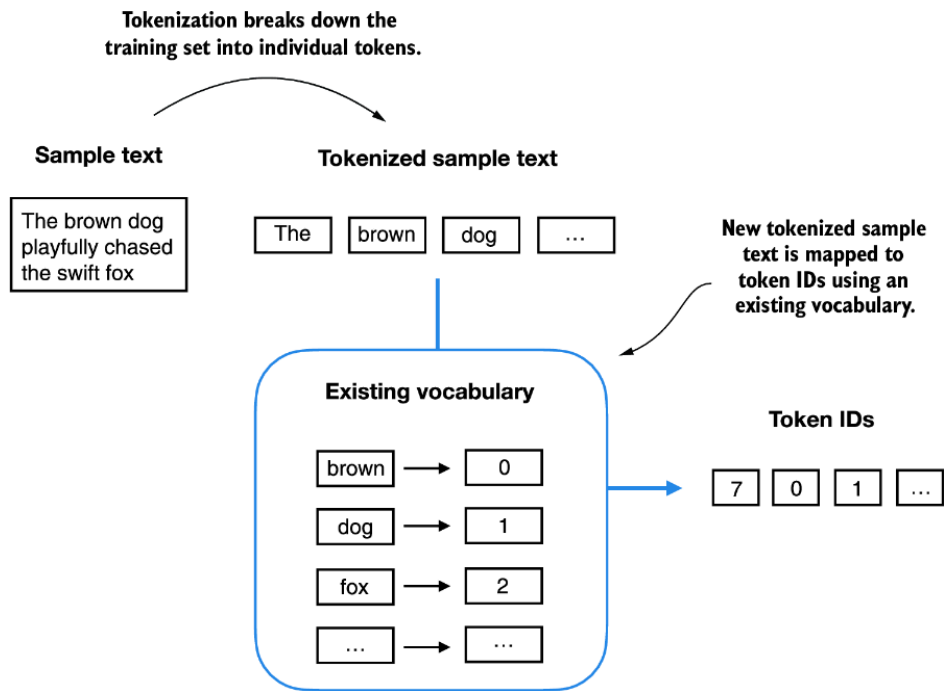 Tokenization breaks down the
training set into individual tokens.
Sample text
Tokenized sample text
The brown dog
playfully chased
the swift fox
The
brown
dog
...
New tokenized sample
text is mapped to
token IDs using an
existing vocabulary.
Existing vocabulary
brown
0
dog
1
fox
2
...
...
Token IDs
7
0
1
...